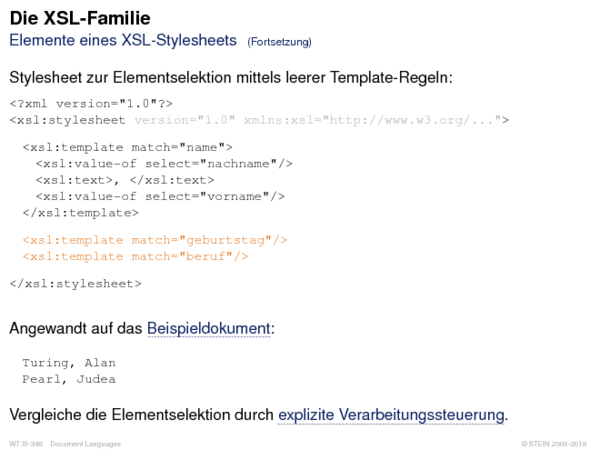 Die XSL-Familie
Elemente eines XSL-Stylesheets (Fortsetzung)
Stylesheet zur Elementselektion mittels leerer Template-Regeln:
<?xml version="1.0"?>
<xsl:stylesheet version="1.0" xmlns:xsl="http://www.w3.org/...">
<xsl:template match="name">
<xsl:value-of select="nachname"/>
<xsl:text>, </xsl:text>
<xsl:value-of select="vorname"/>
</xsl:template>
<xsl:template match="geburtstag"/>
<xsl:template match="beruf"/>
</xsl:stylesheet>
Angewandt auf das Beispieldokument:
Turing, Alan
Pearl, Judea
Vergleiche die Elementselektion durch explizite Verarbeitungssteuerung.
WT:III-346 Document Languages © STEIN 2005-2018